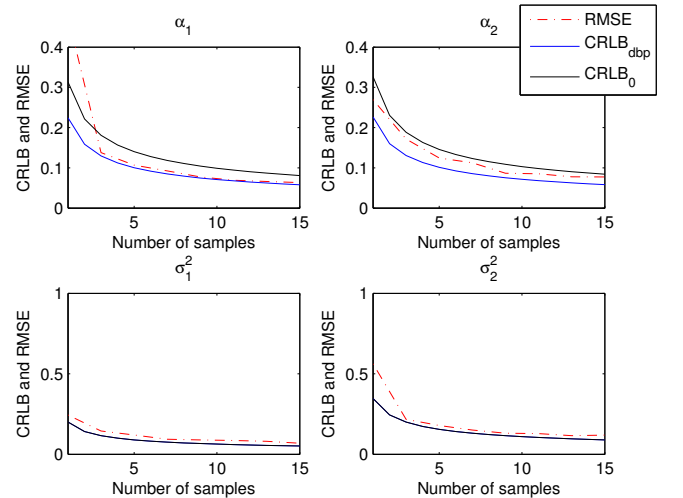 α₁
α₂
RMSE
CRLB_dbp
CRLB₀
0.4
0.3
0.2
0.1
0
CRLB and RMSE
5 10 15
Number of samples
0.4
0.3
0.2
0.1
0
CRLB and RMSE
5 10 15
Number of samples
σ₁²
σ₂²
1
0.5
0
CRLB and RMSE
5 10 15
Number of samples
1
0.5
0
CRLB and RMSE
5 10 15
Number of samples